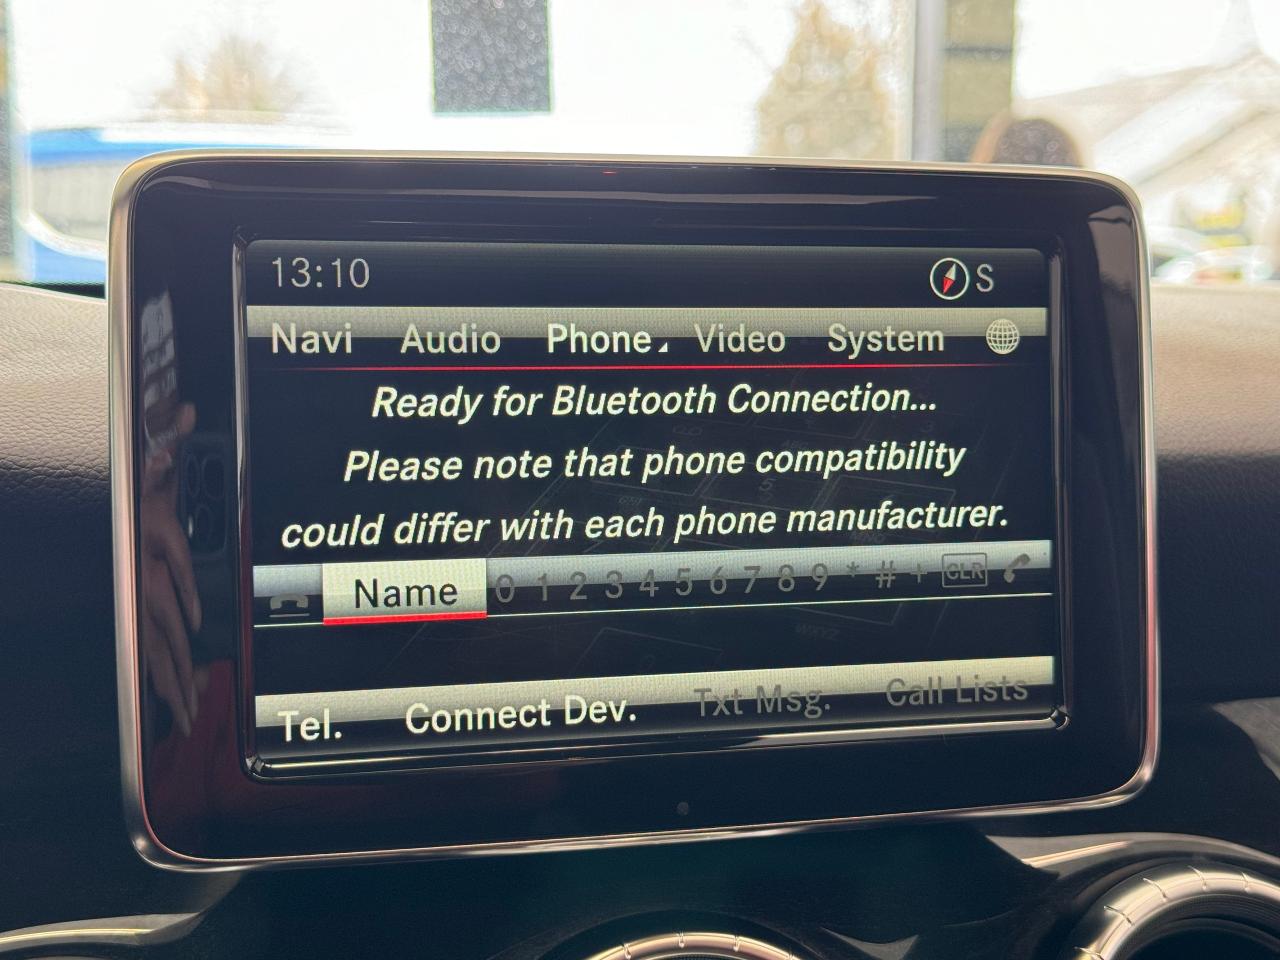 13:10 S
Navi Audio Phone Video System
Ready for Bluetooth Connection...
Please note that phone compatibility
could differ with each phone manufacturer.
Name 0 1 2 3 4 5 6 7 8 9 * # + CLR
WXYZ
Tel. Connect Dev. Txt Msg. Call Lists